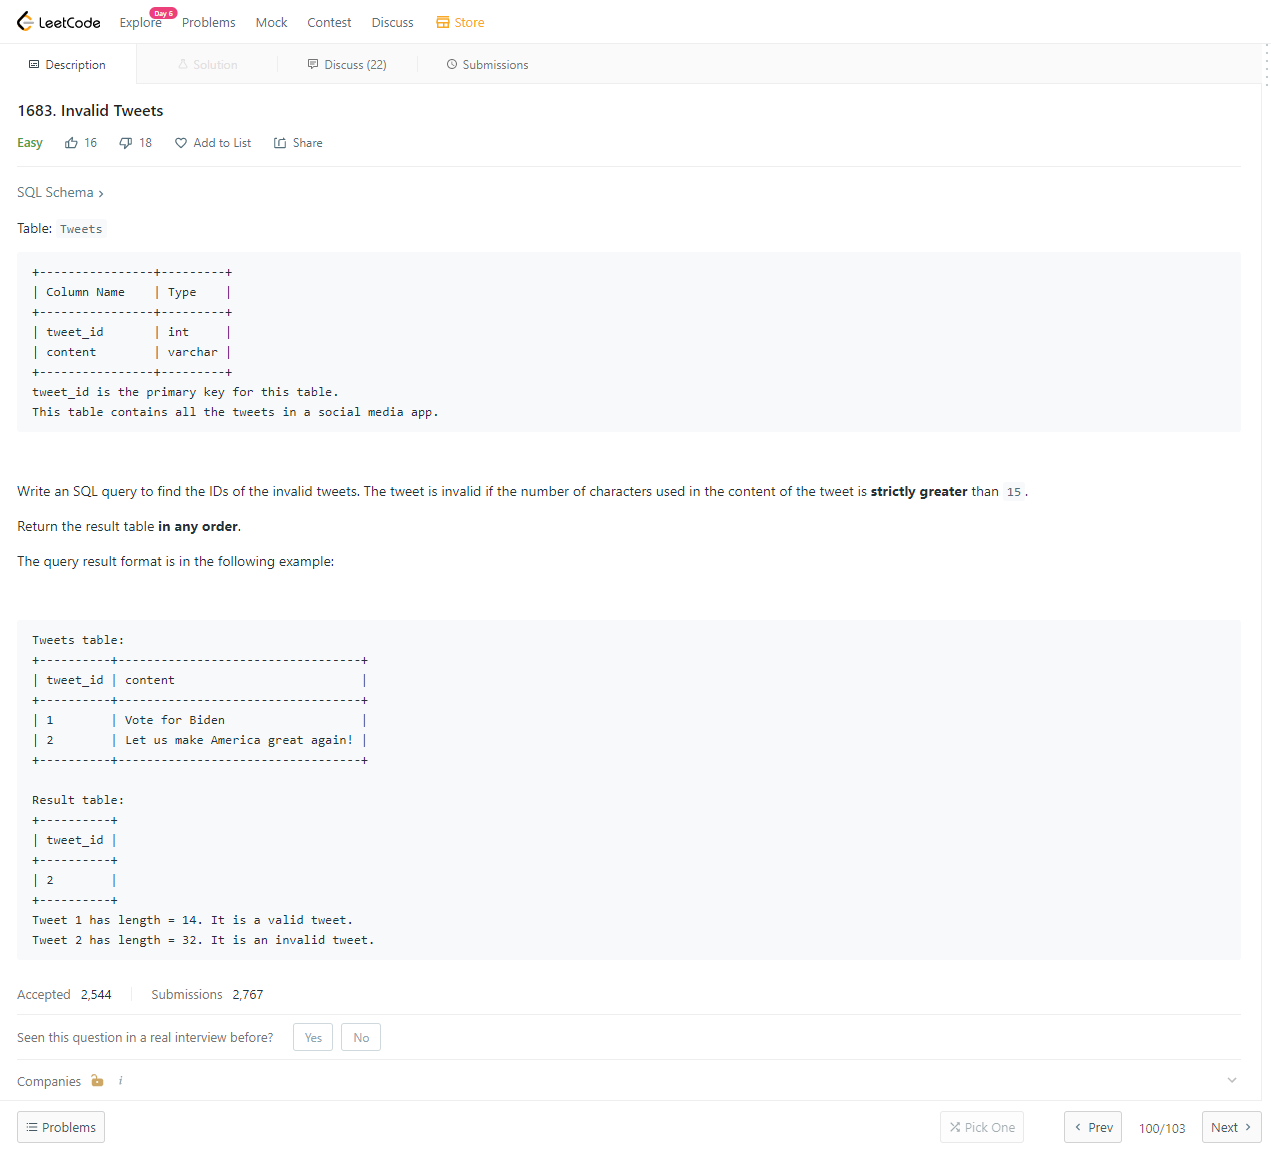 LeetCode Explore Day 6 Problems Mock Contest Discuss Store
Description Solution Discuss (22) Submissions
1683. Invalid Tweets
Easy 16 18 Add to List Share
SQL Schema >
Table: Tweets
+----------------+---------+
| Column Name    | Type    |
+----------------+---------+
| tweet_id       | int     |
| content        | varchar |
+----------------+---------+
tweet_id is the primary key for this table.
This table contains all the tweets in a social media app.
Write an SQL query to find the IDs of the invalid tweets. The tweet is invalid if the number of characters used in the content of the tweet is strictly greater than 15.
Return the result table in any order.
The query result format is in the following example:
Tweets table:
+----------+----------------------------------+
| tweet_id | content                          |
+----------+----------------------------------+
| 1        | Vote for Biden                   |
| 2        | Let us make America great again! |
+----------+----------------------------------+
Result table:
+----------+
| tweet_id |
+----------+
| 2        |
+----------+
Tweet 1 has length = 14. It is a valid tweet.
Tweet 2 has length = 32. It is an invalid tweet.
Accepted 2,544 Submissions 2,767
Seen this question in a real interview before? Yes No
Companies i
Problems Pick One < Prev 100/103 Next >